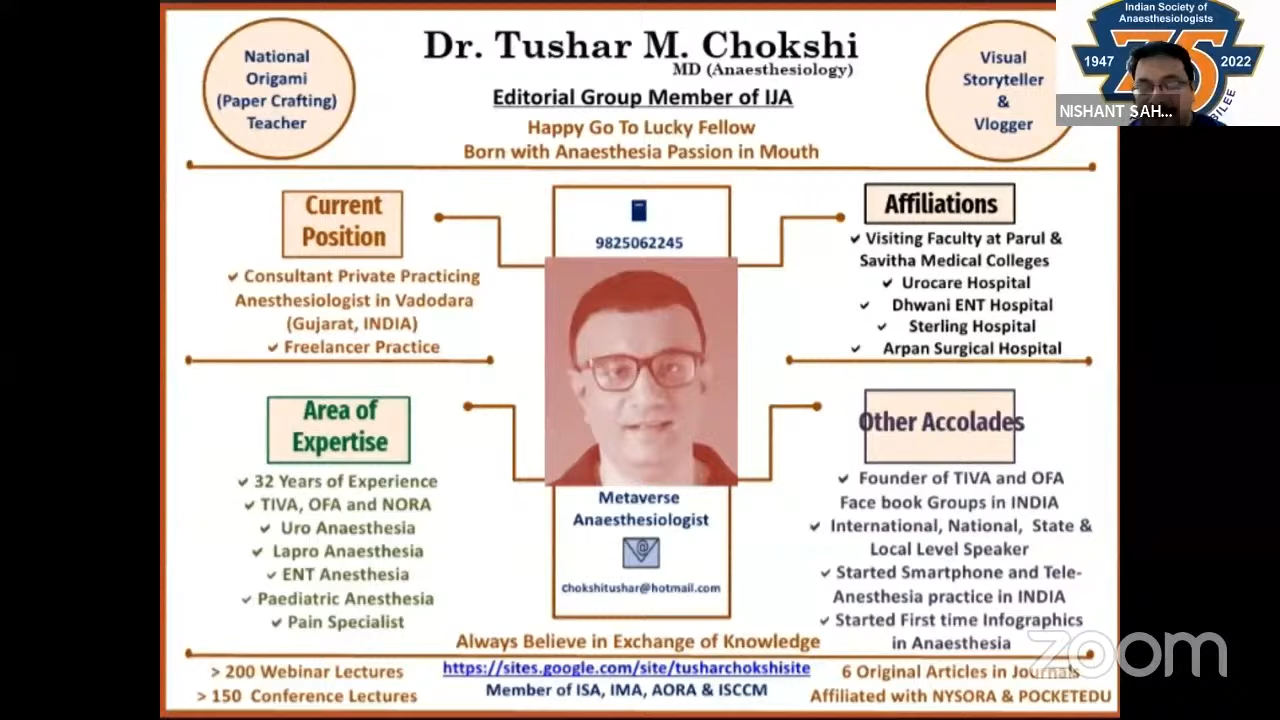 National
Origami
(Paper Crafting)
Teacher
Dr. Tushar M. Chokshi
MD (Anaesthesiology)
Editorial Group Member of IJA
Happy Go To Lucky Fellow
Born with Anaesthesia Passion in Mouth
Visual
Storyteller
&
Vlogger
Indian Society of
Anaesthesiologists
1947
75
2022
NISHANT SAH...
Current
Position
✓ Consultant Private Practicing
Anesthesiologist in Vadodara
(Gujarat, INDIA)
✓ Freelancer Practice
9825062245
Affiliations
✓ Visiting Faculty at Parul &
Savitha Medical Colleges
✓ Urocare Hospital
✓ Dhwani ENT Hospital
✓ Sterling Hospital
✓ Arpan Surgical Hospital
Area of
Expertise
✓ 32 Years of Experience
✓ TIVA, OFA and NORA
✓ Uro Anaesthesia
✓ Lapro Anaesthesia
✓ ENT Anesthesia
✓ Paediatric Anesthesia
✓ Pain Specialist
Metaverse
Anaesthesiologist
Chokshitushar@hotmail.com
Other Accolades
✓ Founder of TIVA and OFA
Face book Groups in INDIA
✓ International, National, State &
Local Level Speaker
✓ Started Smartphone and Tele-
Anesthesia practice in INDIA
✓ Started First time Infographics
in Anaesthesia
Always Believe in Exchange of Knowledge
> 200 Webinar Lectures
> 150 Conference Lectures
https://sites.google.com/site/tusharchokshisite
Member of ISA, IMA, AORA & ISCCM
6 Original Articles in Journals
Affiliated with NYSORA & POCKETEDU
zoom